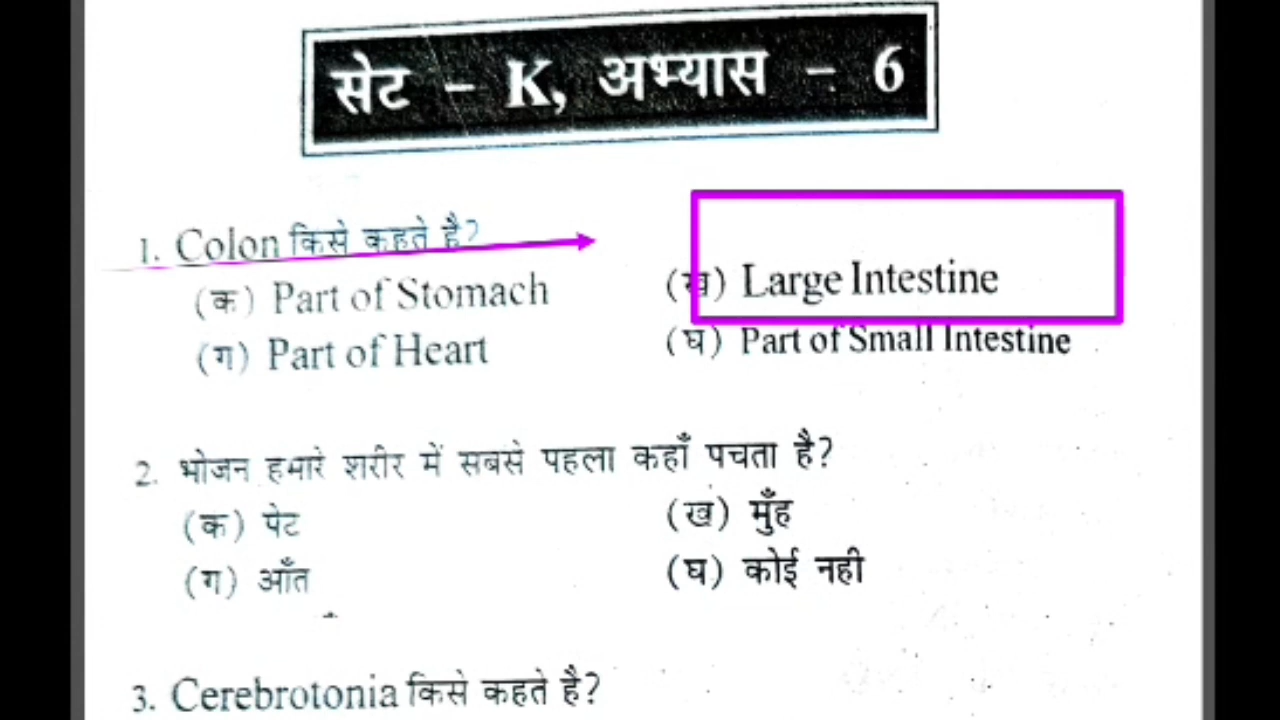 सेट - K, अभ्यास - 6
1. Colon किसे कहते है?
(क) Part of Stomach (ख) Large Intestine
(ग) Part of Heart (घ) Part of Small Intestine
2. भोजन हमारे शरीर में सबसे पहला कहाँ पचता है?
(क) पेट (ख) मुँह
(ग) आँत (घ) कोई नही
3. Cerebrotonia किसे कहते है?